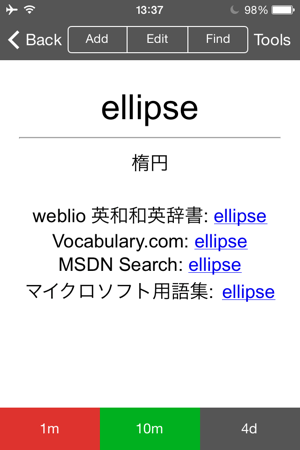 13:37 98%
Back Add Edit Find Tools
ellipse
楕円
weblio 英和和英辞書: ellipse
Vocabulary.com: ellipse
MSDN Search: ellipse
マイクロソフト用語集: ellipse
1m 10m 4d